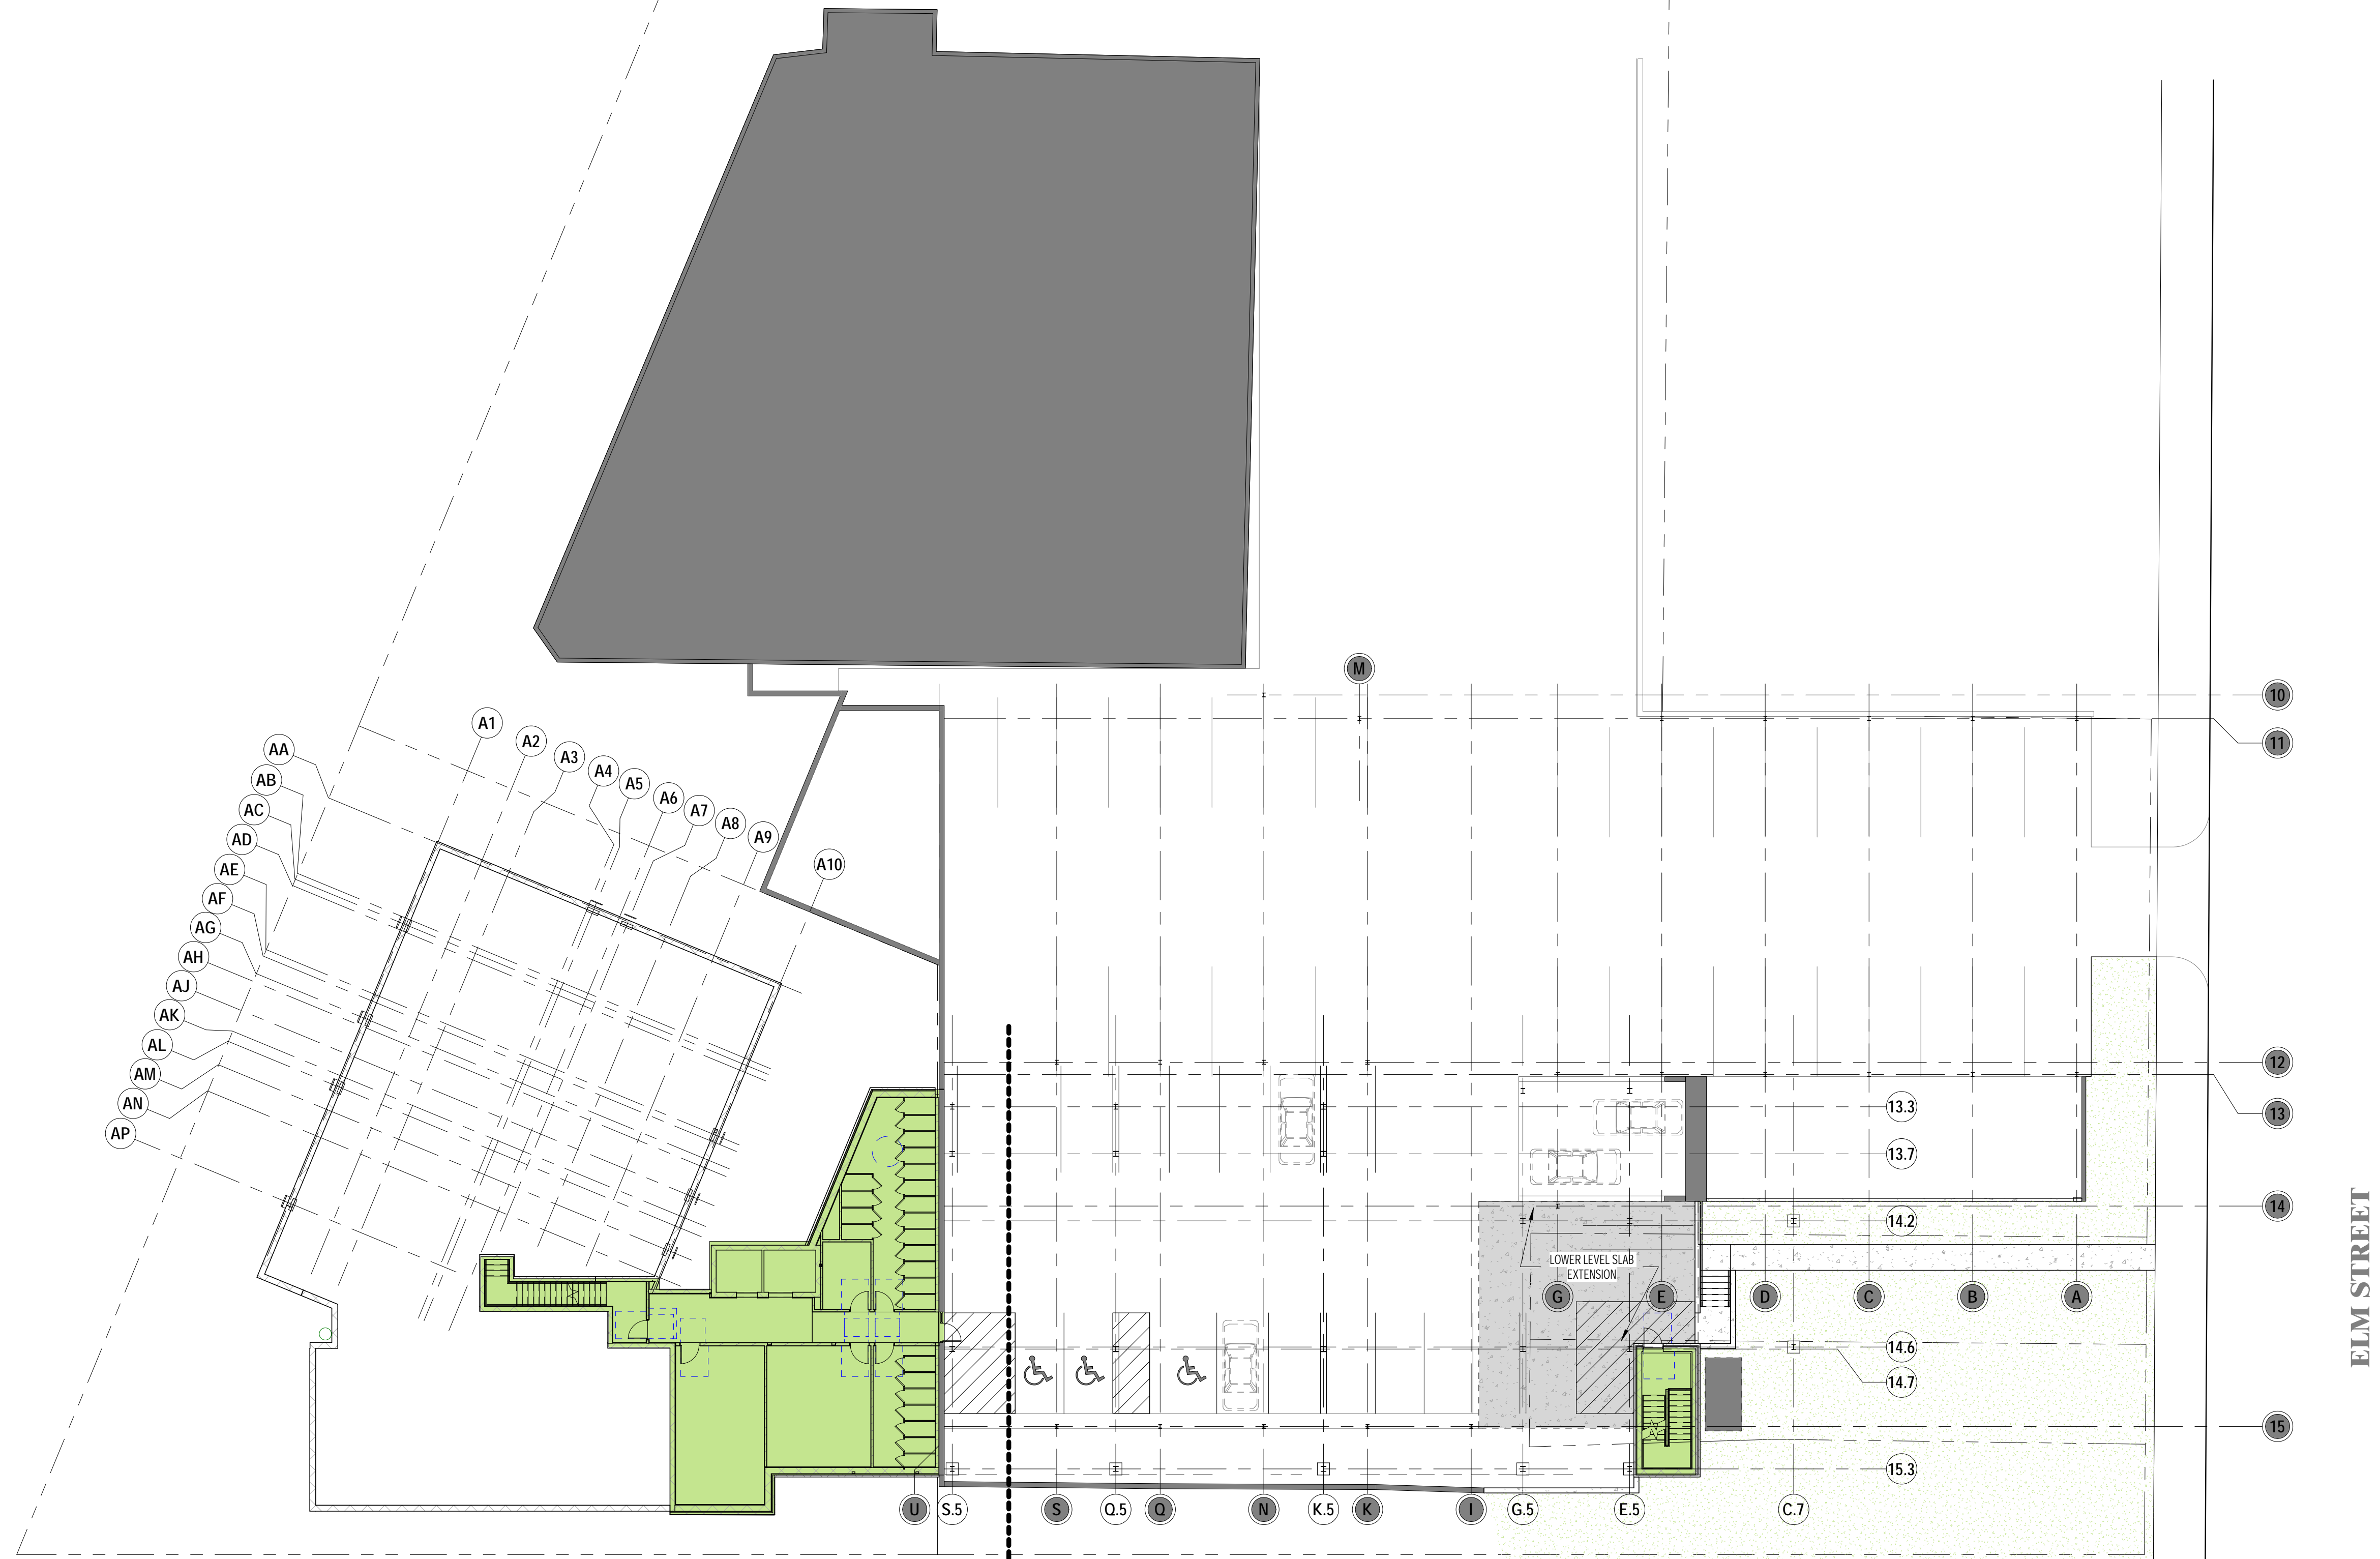 M
10
11
A1
A2
A3
A4
A5
A6
A7
A8
A9
A10
AA
AB
AC
AD
AE
AF
AG
AH
AJ
AK
AL
AM
AN
AP
12
13.3
13
13.7
14
14.2
LOWER LEVEL SLAB
EXTENSION
G
E
D
C
B
A
14.6
14.7
15
15.3
U
S.5
S
Q.5
Q
N
K.5
K
I
G.5
E.5
C.7
ELM STREET